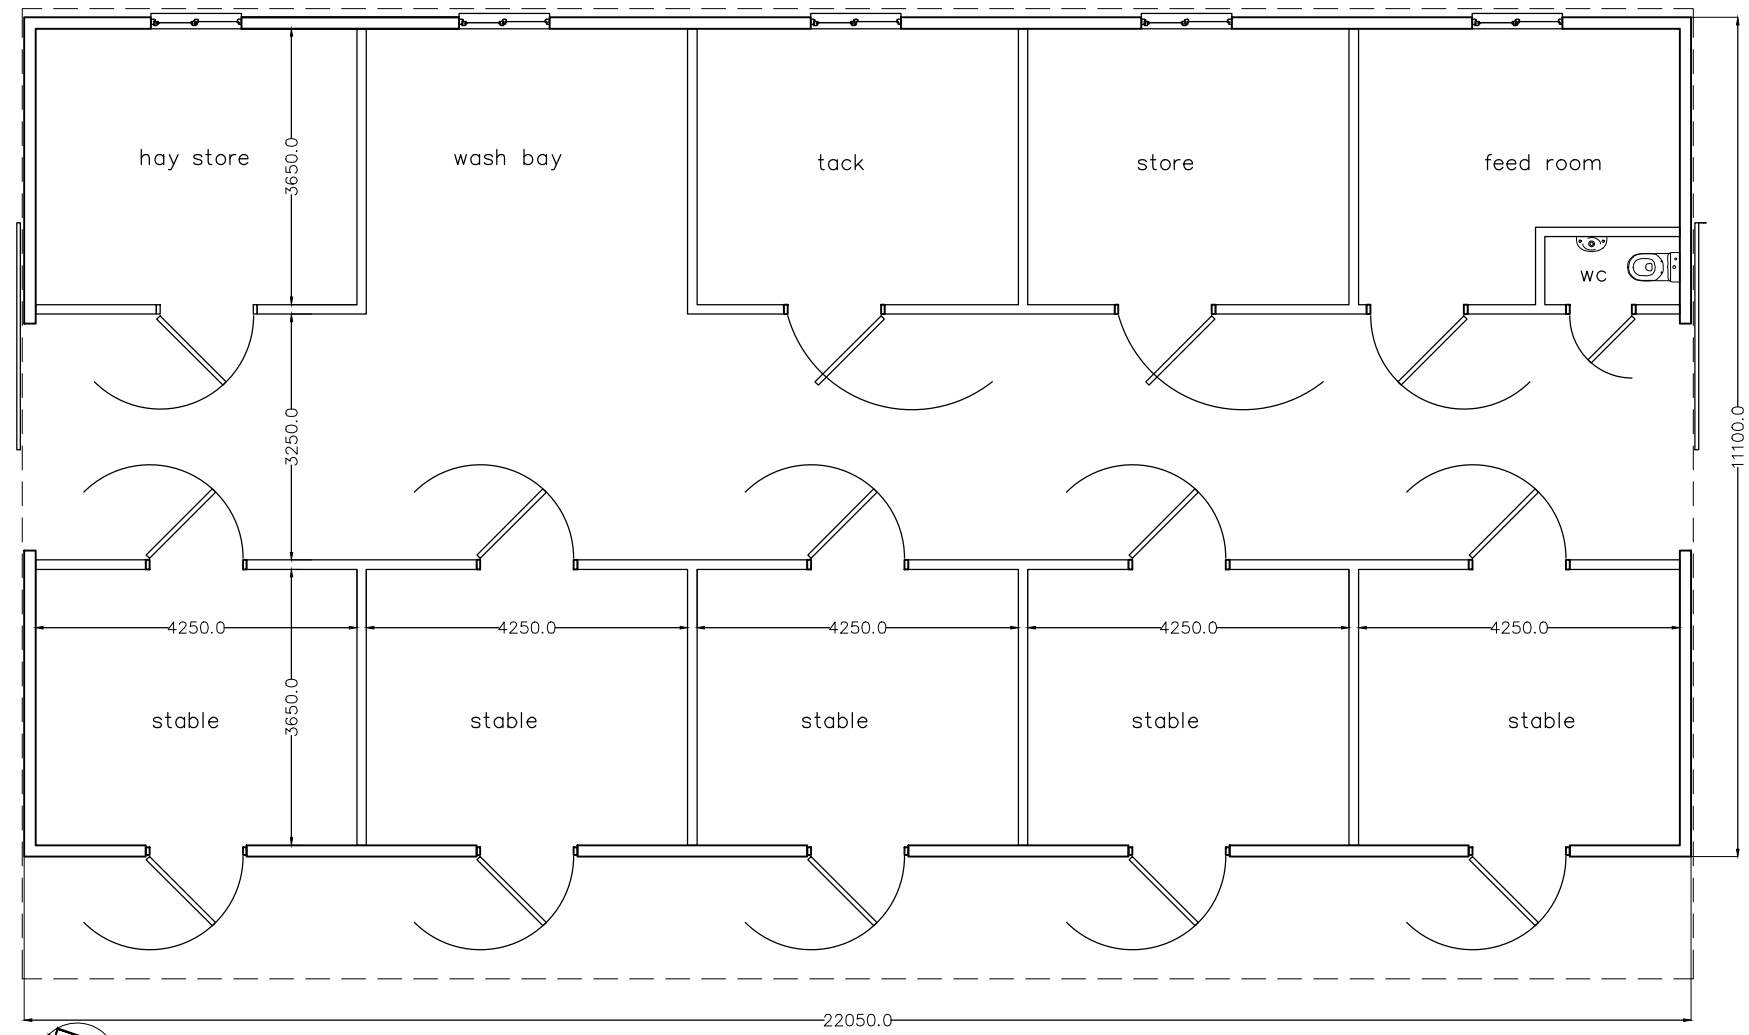 hay store
wash bay
tack
store
feed room
3650.0
WC
3250.0
11100.0
4250.0
4250.0
4250.0
4250.0
4250.0
3650.0
stable
stable
stable
stable
stable
22050.0